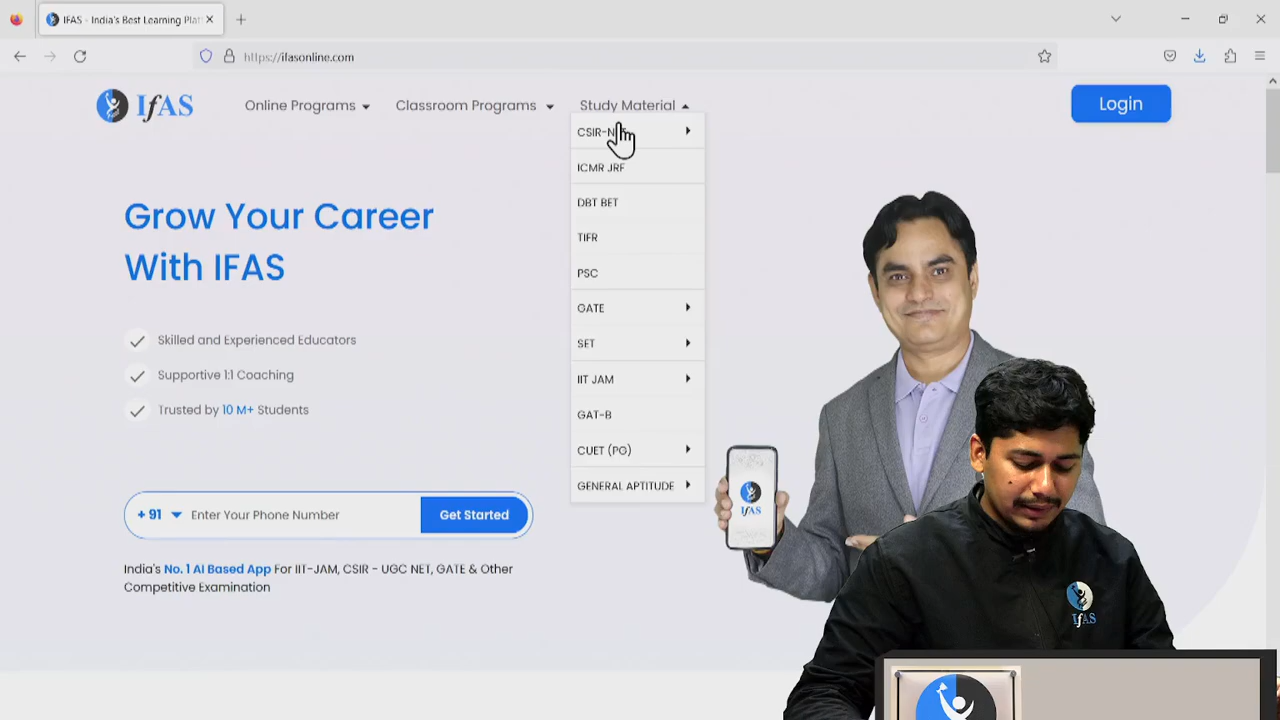 IFAS - India's Best Learning Plat
https://ifasonline.com
IfAS
Online Programs
Classroom Programs
Study Material
Login
CSIR-NET
ICMR JRF
DBT BET
TIFR
PSC
GATE
SET
IIT JAM
GAT-B
CUET (PG)
GENERAL APTITUDE
Grow Your Career
With IFAS
Skilled and Experienced Educators
Supportive 1:1 Coaching
Trusted by 10 M+ Students
+ 91
Enter Your Phone Number
Get Started
India's No. 1 AI Based App For IIT-JAM, CSIR - UGC NET, GATE & Other
Competitive Examination
IfAS
IfAS